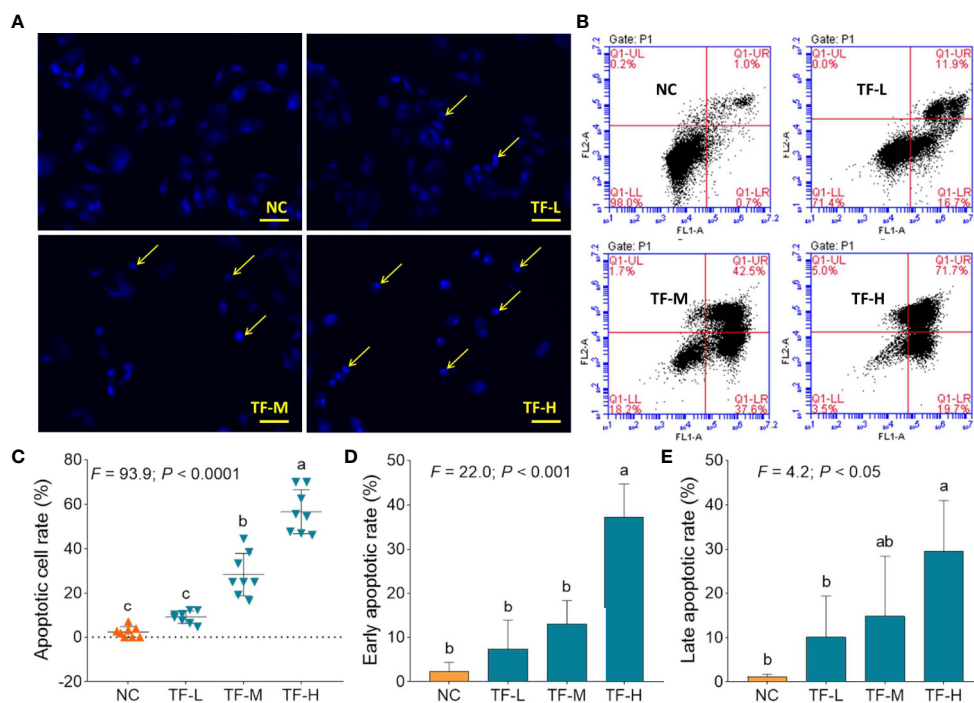 A
NC
TF-L
TF-M
TF-H
B
Gate: P1
Q1-UL
0.2%
Q1-UR
1.0%
NC
Q1-LL
98.0%
Q1-LR
0.7%
FL2-A
FL1-A
Gate: P1
Q1-UL
0.0%
Q1-UR
11.9%
TF-L
Q1-LL
71.4%
Q1-LR
16.7%
FL2-A
FL1-A
Gate: P1
Q1-UL
1.7%
Q1-UR
42.5%
TF-M
Q1-LL
18.2%
Q1-LR
37.6%
FL2-A
FL1-A
Gate: P1
Q1-UL
5.0%
Q1-UR
71.7%
TF-H
Q1-LL
3.5%
Q1-LR
19.7%
FL2-A
FL1-A
C
F = 93.9; P < 0.0001
Apoptotic cell rate (%)
80
60
40
20
0
-20
c
c
b
a
NC TF-L TF-M TF-H
D
F = 22.0; P < 0.001
Early apoptotic rate (%)
50
40
30
20
10
0
b
b
b
a
NC TF-L TF-M TF-H
E
F = 4.2; P < 0.05
Late apoptotic rate (%)
50
40
30
20
10
0
b
b
ab
a
NC TF-L TF-M TF-H